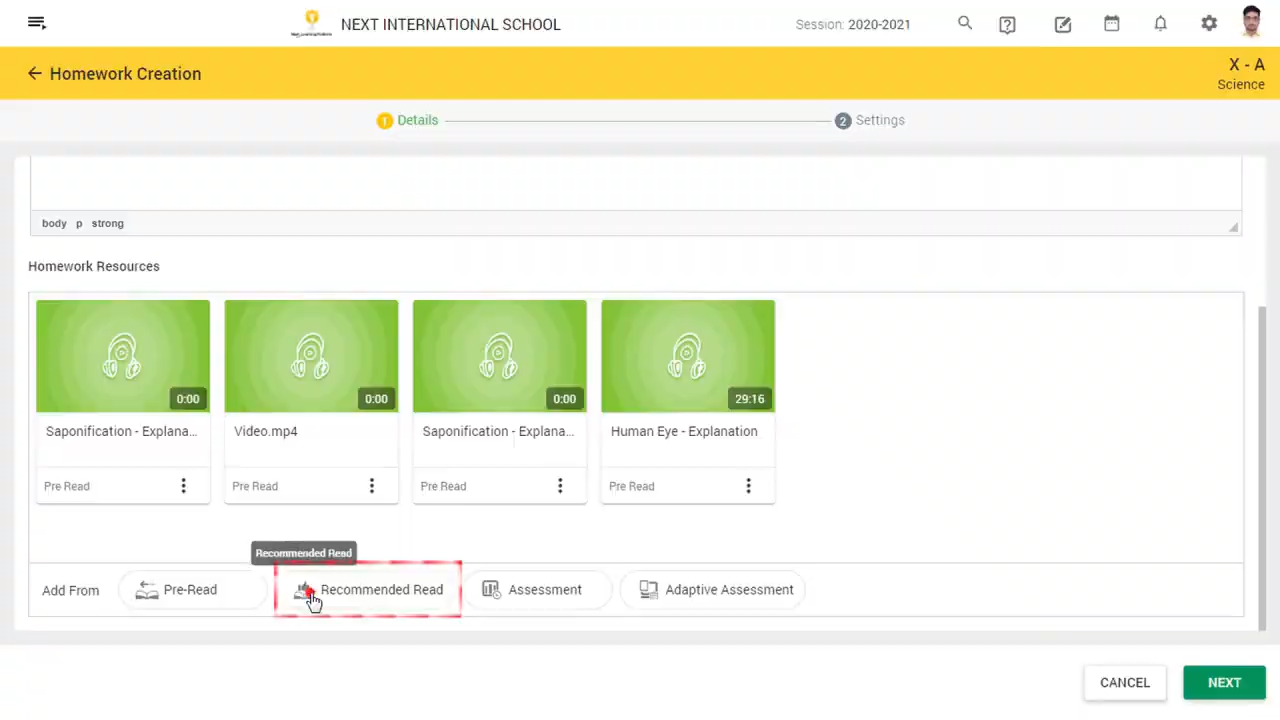 NEXT INTERNATIONAL SCHOOL
Session: 2020-2021
Homework Creation
X - A
Science
1 Details
2 Settings
body p strong
Homework Resources
0:00
0:00
0:00
29:16
Saponification - Explana...
Video.mp4
Saponification - Explana...
Human Eye - Explanation
Pre Read
Pre Read
Pre Read
Pre Read
Recommended Read
Add From
Pre-Read
Recommended Read
Assessment
Adaptive Assessment
CANCEL
NEXT